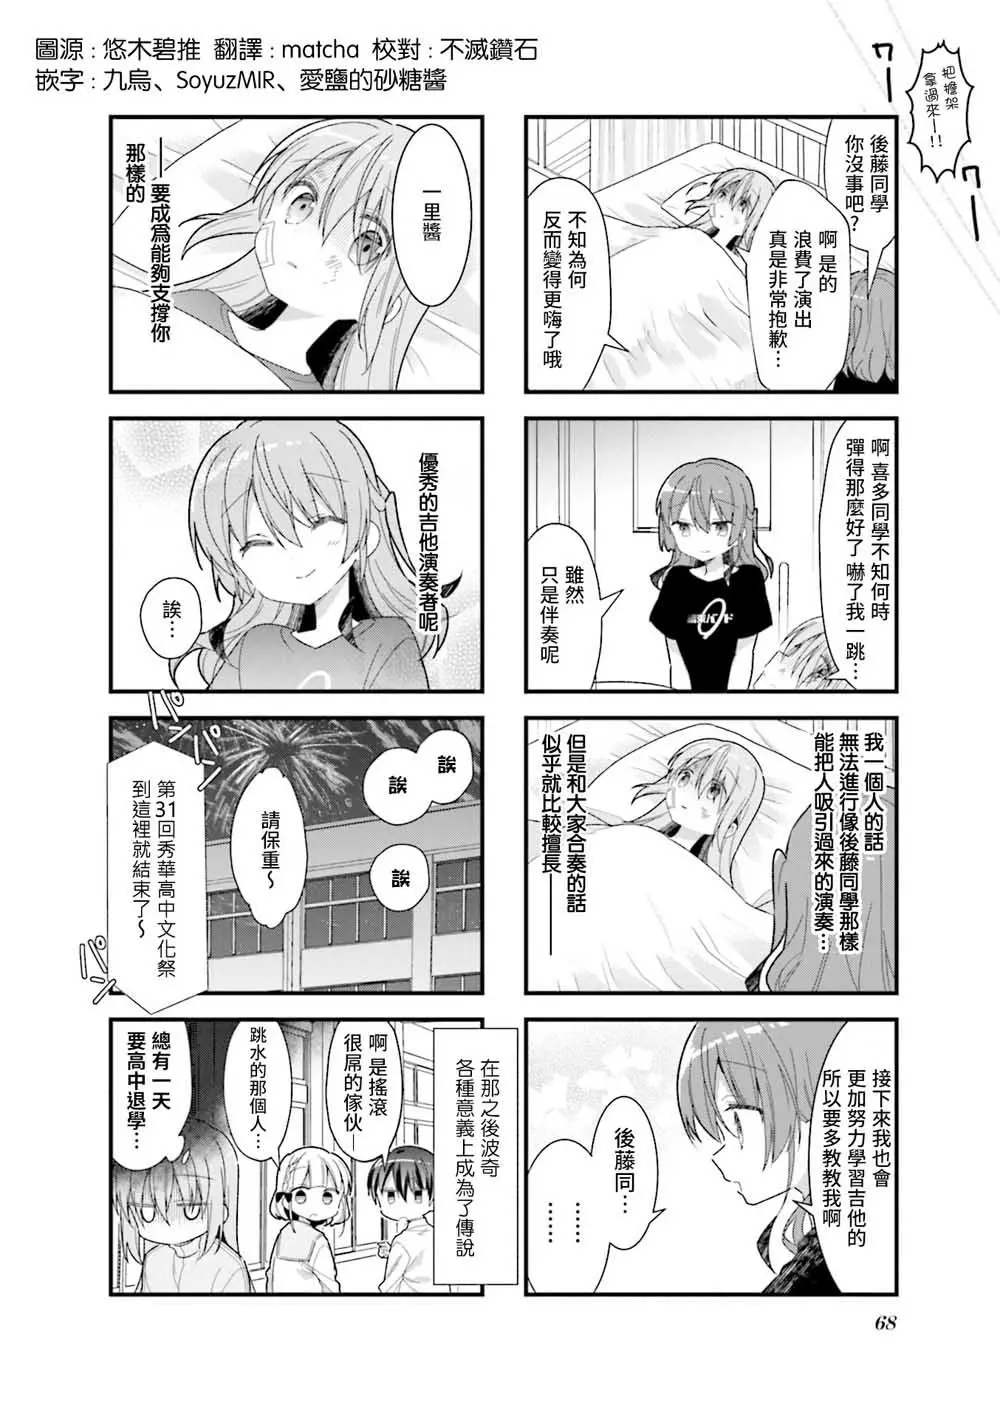 圖源：悠木碧推 翻譯：matcha 校對：不滅鑽石
嵌字：九烏、SoyuzMIR、愛鹽的砂糖醬
把擔架
拿過來ー!!
ワー
ワー
後藤同學
你沒事吧?
啊 是的
浪費了演出
真是非常抱歉…
不知為何
反而變得更嗨了哦
啊 喜多同學不知何時
彈得那麼好了 嚇了我一跳…
雖然
只是伴奏呢
我一個人的話
無法進行像後藤同學那樣
能把人吸引過來的演奏…
但是和大家合奏的話
似乎就比較擅長——
接下來我也會
更加努力學習吉他的
所以要多教教我啊
後藤同…
……
……
一里醬
——要成為能夠支撐你
那樣的
優秀的吉他演奏者呢
誒…
誒
誒
誒
請保重～
第31回秀華高中文化祭
到這裡就結束了～
パン
パパン
在那之後波奇
各種意義上成為了傳說
啊 是搖滾
很屌的傢伙—
跳水的那個人…
總有一天
要高中退學…
68